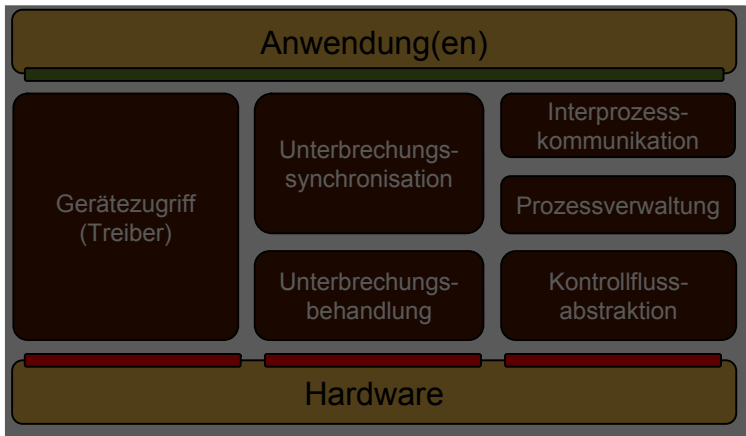 Anwendung(en)
Gerätezugriff
(Treiber)
Unterbrechungs-
synchronisation
Unterbrechungs-
behandlung
Interprozess-
kommunikation
Prozessverwaltung
Kontrollfluss-
abstraktion
Hardware